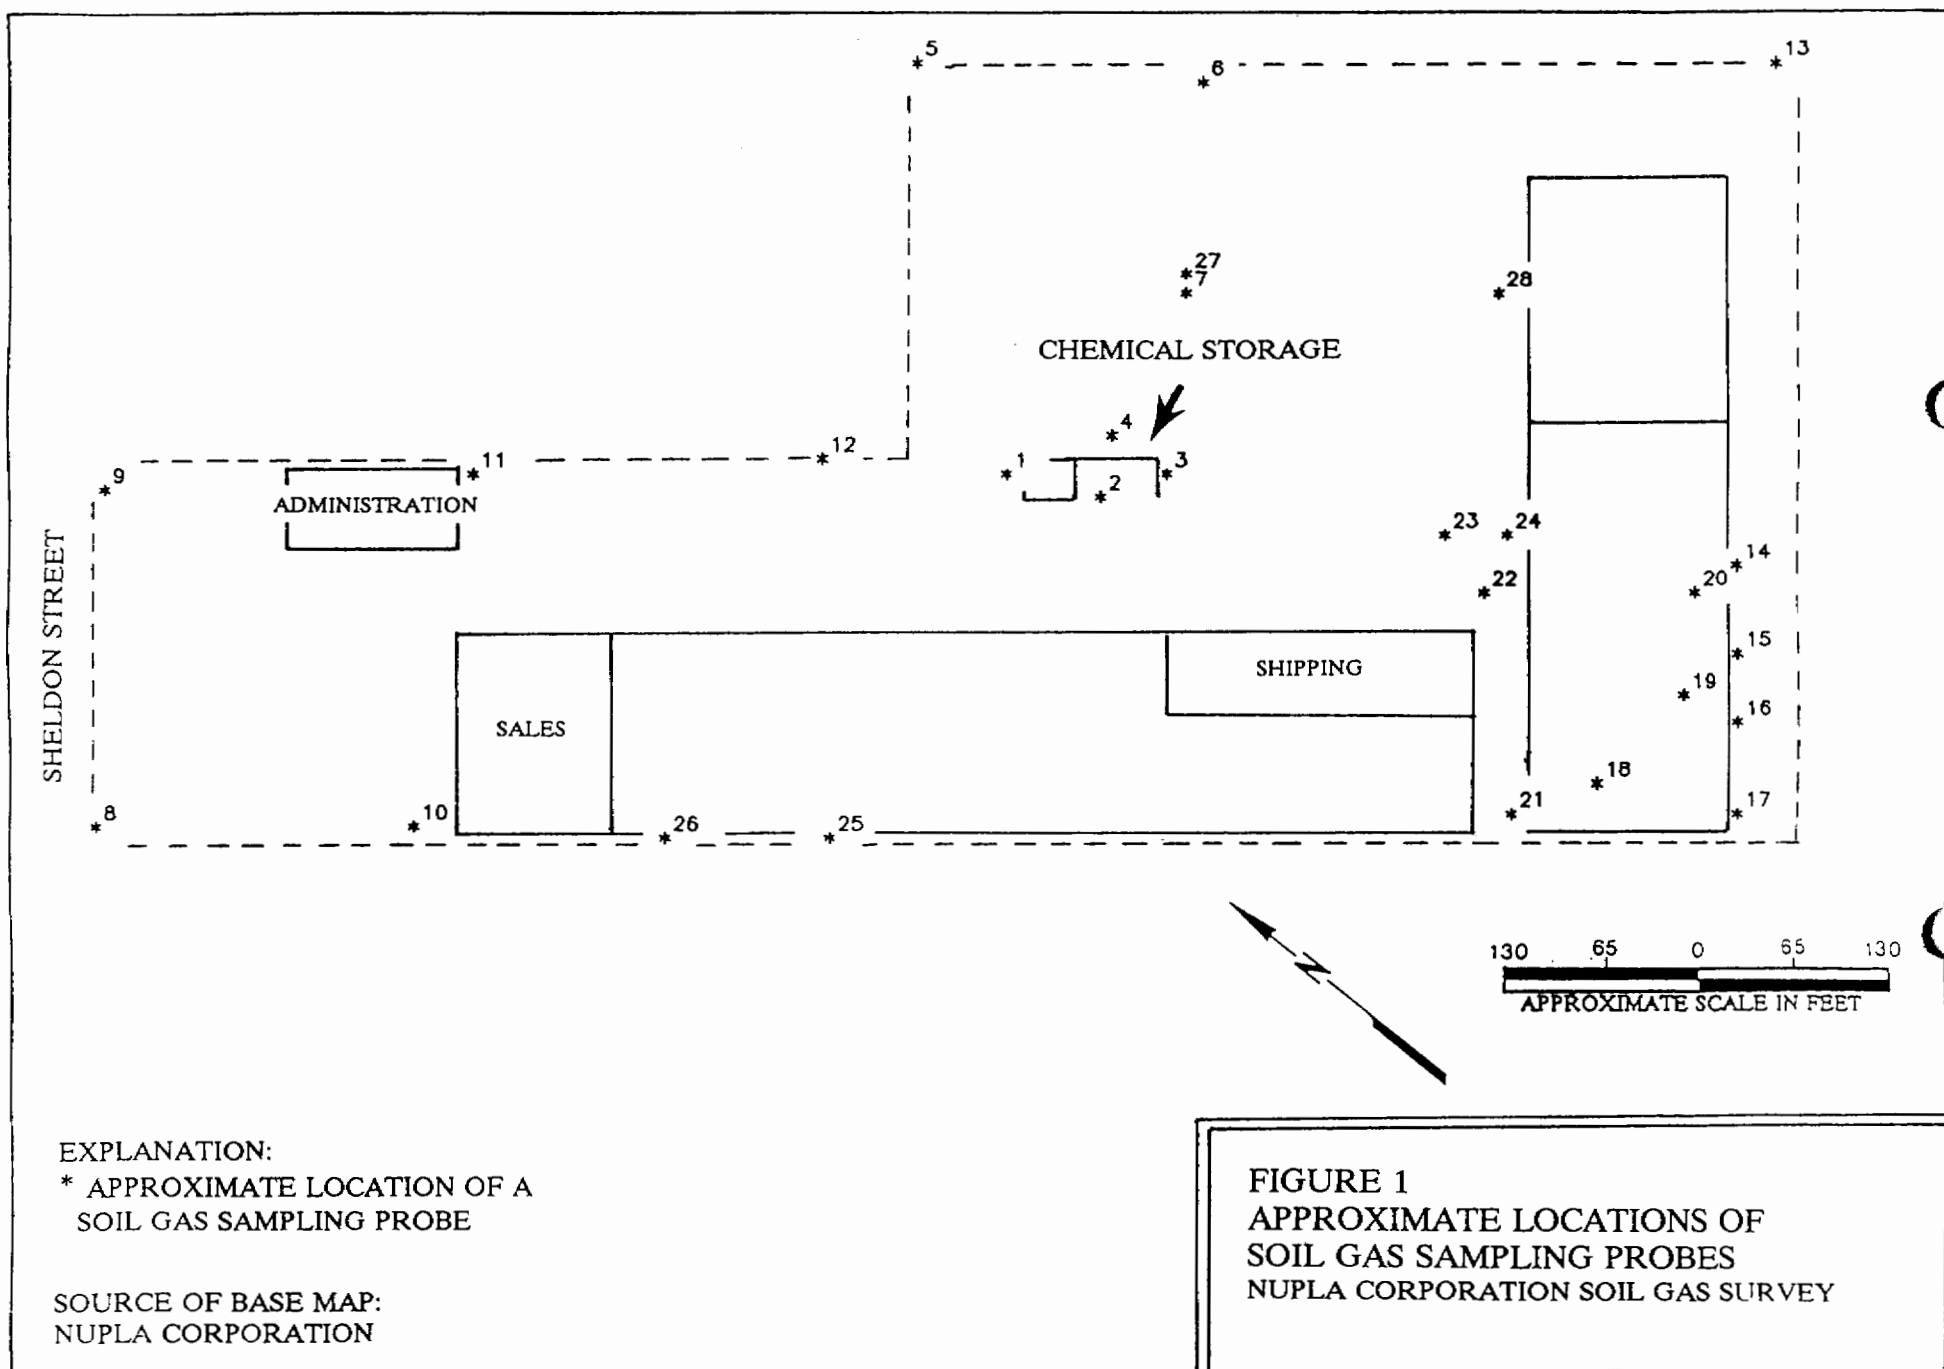 5
13
6
27
7
28
CHEMICAL STORAGE
4
12
11
1
3
9
2
ADMINISTRATION
23
24
14
22
20
SHELDON STREET
15
SHIPPING
19
16
SALES
18
8
10
26
25
21
17
N
130 65 0 65 130
APPROXIMATE SCALE IN FEET
EXPLANATION:
* APPROXIMATE LOCATION OF A
SOIL GAS SAMPLING PROBE
SOURCE OF BASE MAP:
NUPLA CORPORATION
FIGURE 1
APPROXIMATE LOCATIONS OF
SOIL GAS SAMPLING PROBES
NUPLA CORPORATION SOIL GAS SURVEY